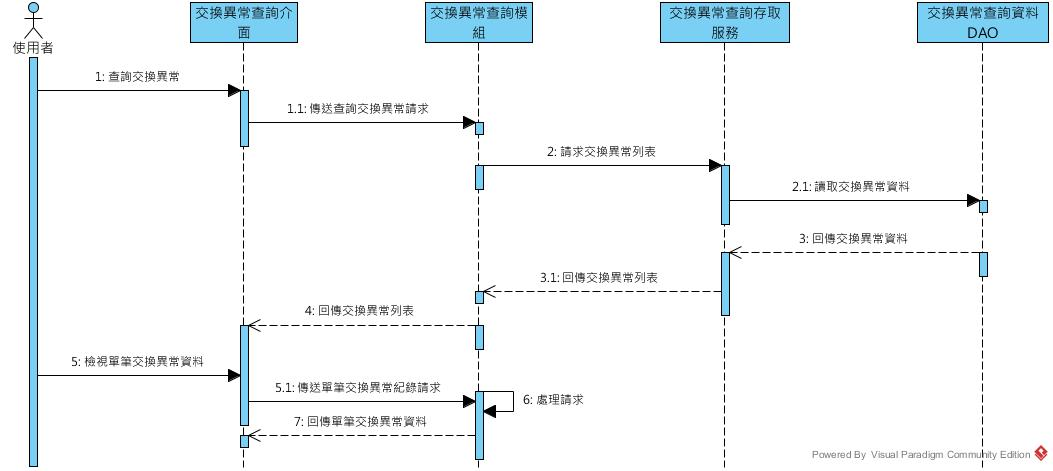 交換異常查詢介
面
交換異常查詢模
組
交換異常查詢存取
服務
交換異常查詢資料
DAO
使用者
1: 查詢交換異常
1.1: 傳送查詢交換異常請求
2: 請求交換異常列表
2.1: 讀取交換異常資料
3: 回傳交換異常資料
3.1: 回傳交換異常列表
4: 回傳交換異常列表
5: 檢視單筆交換異常資料
5.1: 傳送單筆交換異常紀錄請求
6: 處理請求
7: 回傳單筆交換異常資料
Powered By Visual Paradigm Community Edition